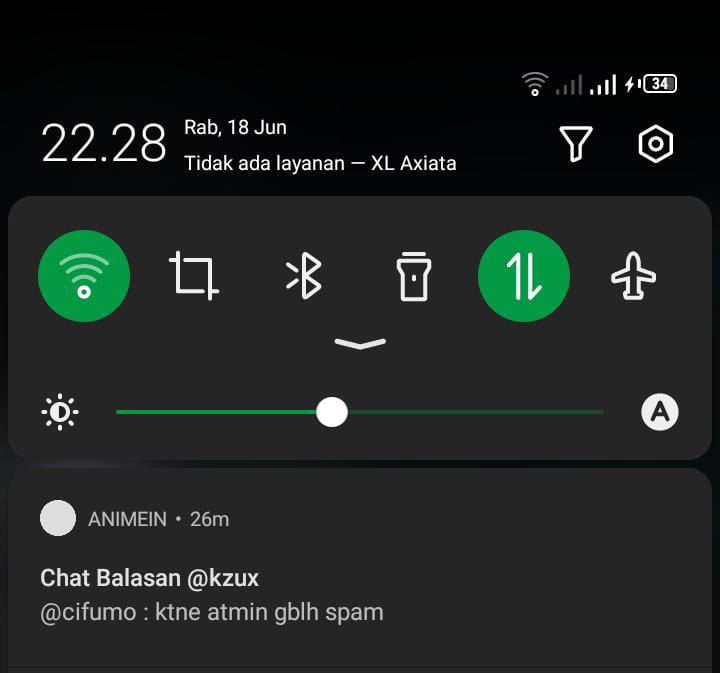 34
22.28
Rab, 18 Jun
Tidak ada layanan — XL Axiata
A
ANIMEIN • 26m
Chat Balasan @kzux
@cifumo : ktne atmin gblh spam